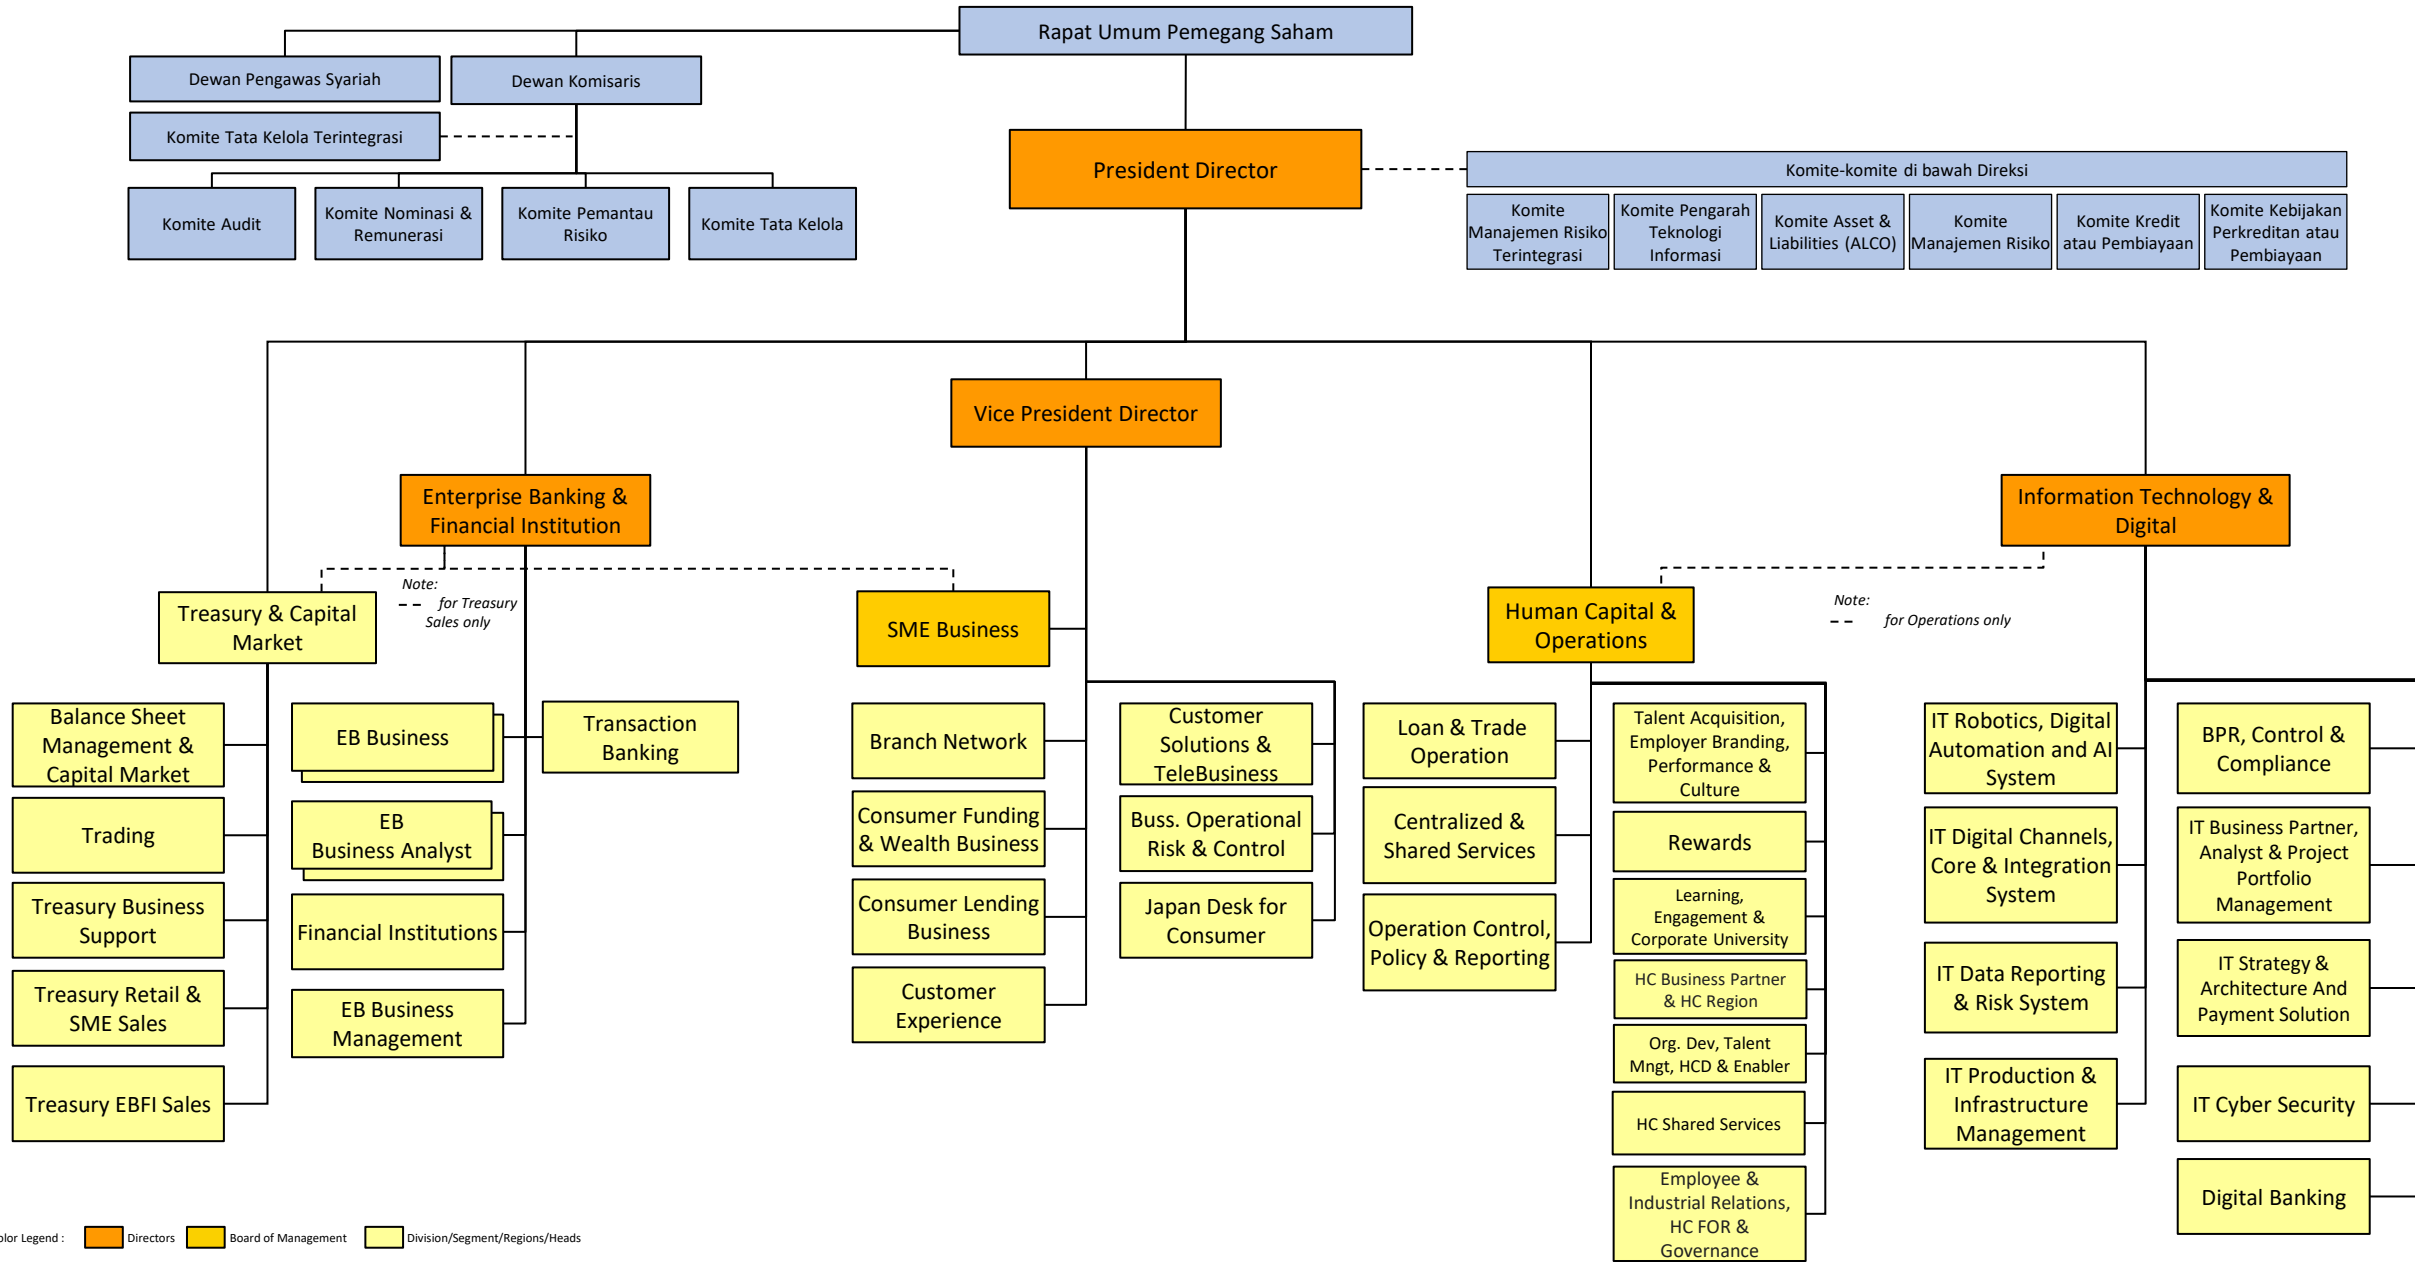 Rapat Umum Pemegang Saham
Dewan Pengawas Syariah
Dewan Komisaris
Komite Tata Kelola Terintegrasi
President Director
Komite-komite di bawah Direksi
Komite Audit
Komite Nominasi &
Remunerasi
Komite Pemantau
Risiko
Komite Tata Kelola
Komite
Manajemen Risiko
Terintegrasi
Komite Pengarah
Teknologi
Informasi
Komite Asset &
Liabilities (ALCO)
Komite
Manajemen Risiko
Komite Kredit
atau Pembiayaan
Komite Kebijakan
Perkreditan atau
Pembiayaan
Vice President Director
Enterprise Banking &
Financial Institution
Information Technology &
Digital
Note:
for Treasury
Sales only
Treasury & Capital
Market
SME Business
Human Capital &
Operations
Note:
for Operations only
Balance Sheet
Management &
Capital Market
Trading
Treasury Business
Support
Treasury Retail &
SME Sales
Treasury EBFI Sales
EB Business
EB
Business Analyst
Financial Institutions
EB Business
Management
Transaction
Banking
Branch Network
Consumer Funding
& Wealth Business
Consumer Lending
Business
Customer
Experience
Customer
Solutions &
TeleBusiness
Buss. Operational
Risk & Control
Japan Desk for
Consumer
Loan & Trade
Operation
Centralized &
Shared Services
Operation Control,
Policy & Reporting
Talent Acquisition,
Employer Branding,
Performance &
Culture
Rewards
Learning,
Engagement &
Corporate University
HC Business Partner
& HC Region
Org. Dev, Talent
Mngt, HCD & Enabler
HC Shared Services
Employee &
Industrial Relations,
HC FOR &
Governance
IT Robotics, Digital
Automation and AI
System
IT Digital Channels,
Core & Integration
System
IT Data Reporting
& Risk System
IT Production &
Infrastructure
Management
BPR, Control &
Compliance
IT Business Partner,
Analyst & Project
Portfolio
Management
IT Strategy &
Architecture And
Payment Solution
IT Cyber Security
Digital Banking
olor Legend :
Directors
Board of Management
Division/Segment/Regions/Heads